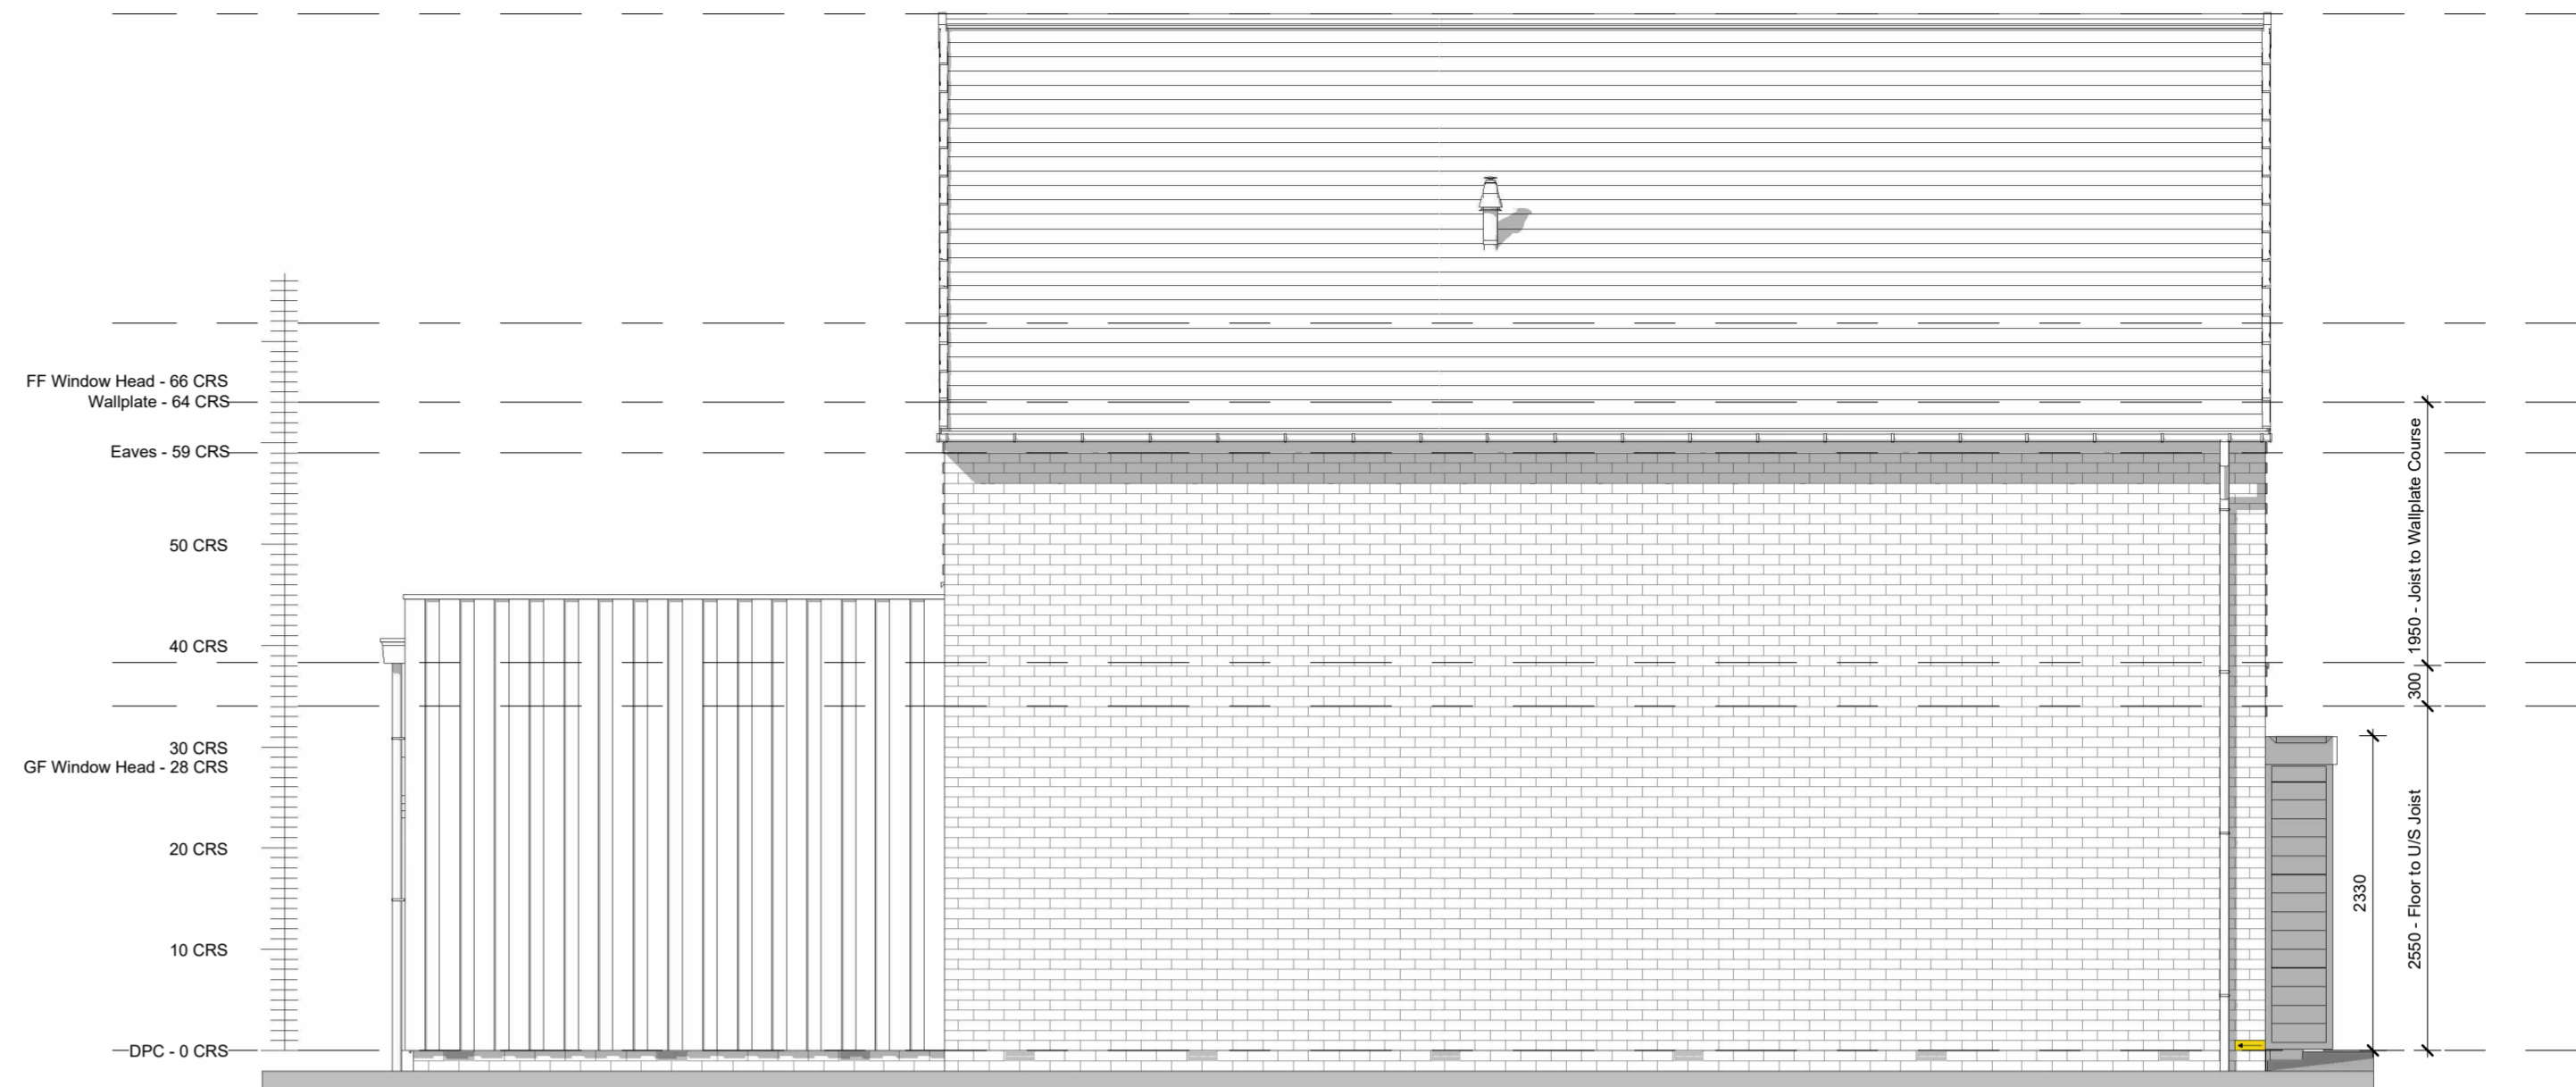 FF Window Head - 66 CRS
Wallplate - 64 CRS
Eaves - 59 CRS
50 CRS
40 CRS
30 CRS
GF Window Head - 28 CRS
20 CRS
10 CRS
DPC - 0 CRS
1950 - Joist to Wallplate Course
300
2550 - Floor to U/S Joist
2330